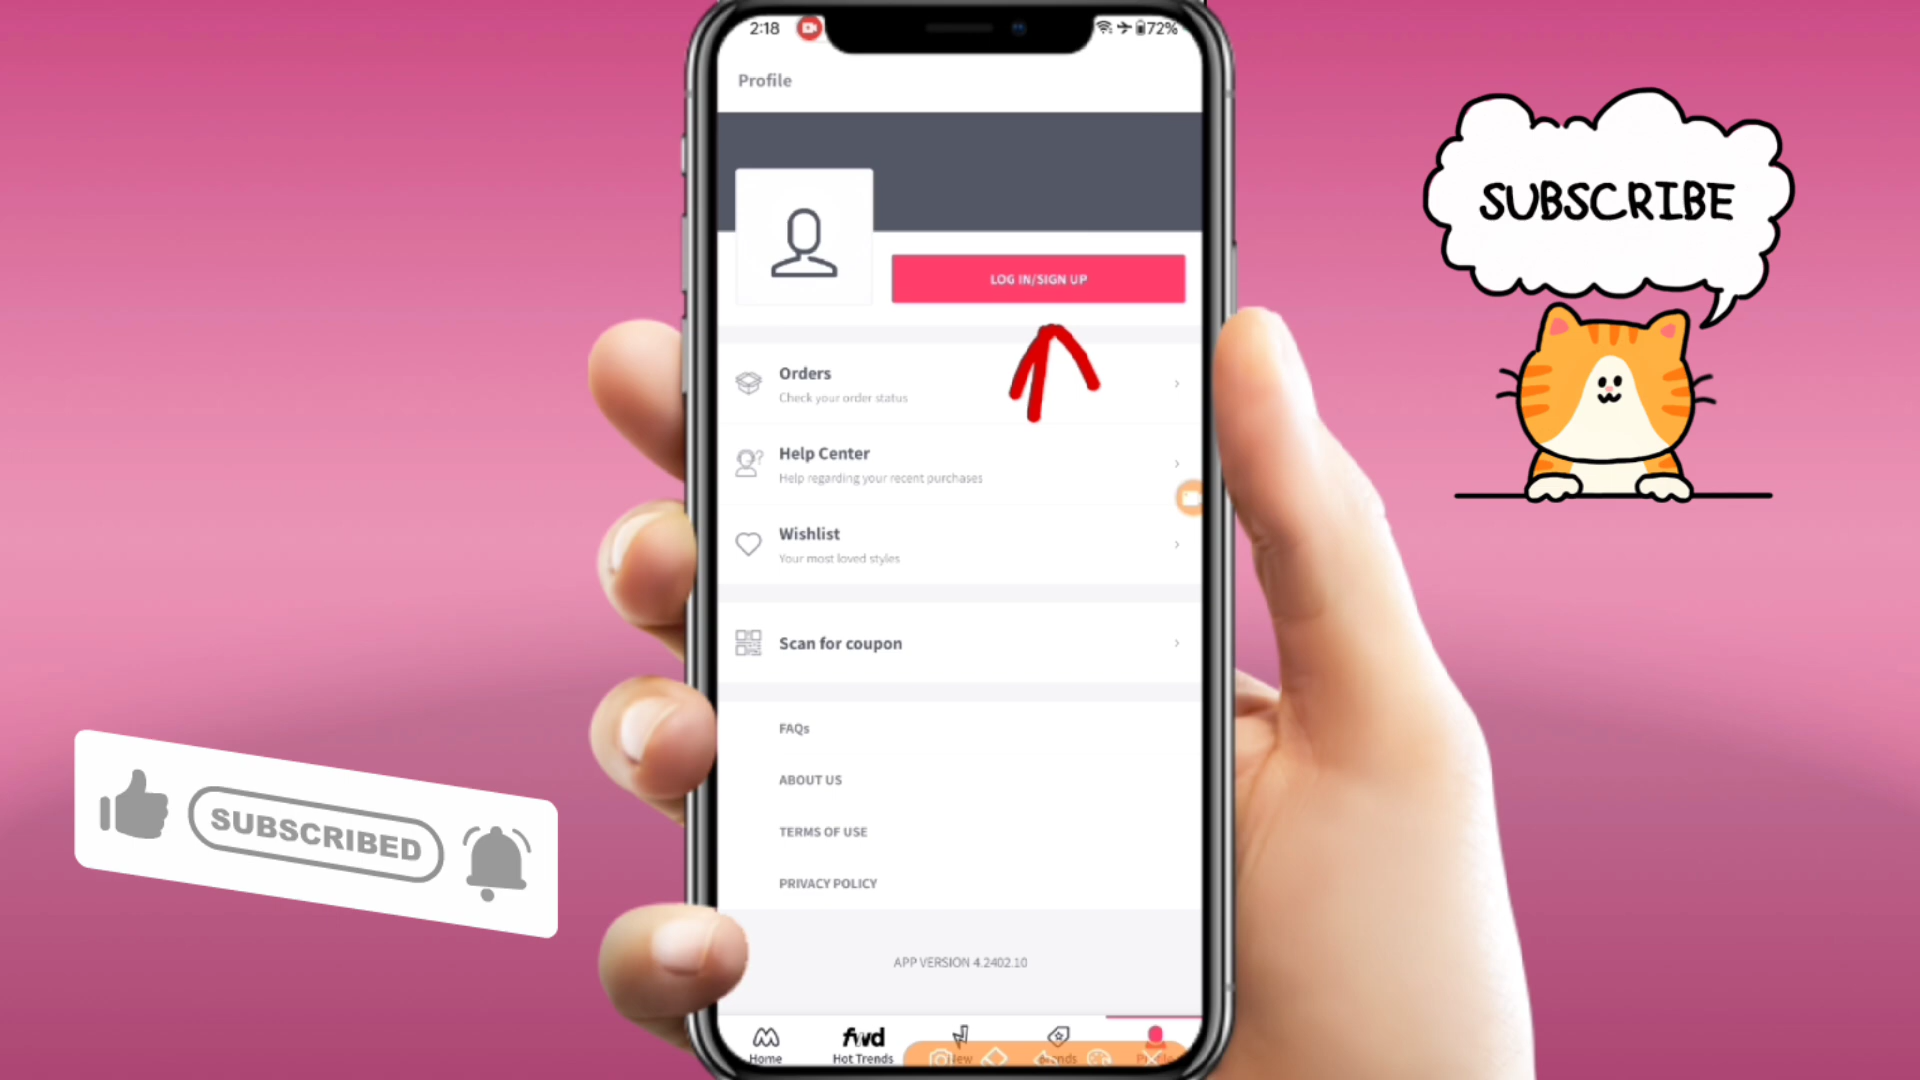 2:18
72%
Profile
LOG IN/SIGN UP
Orders
Check your order status
Help Center
Help regarding your recent purchases
Wishlist
Your most loved styles
Scan for coupon
FAQs
ABOUT US
TERMS OF USE
PRIVACY POLICY
APP VERSION 4.2402.10
fwd
Home
Hot Trends
New
SUBSCRIBE
SUBSCRIBED